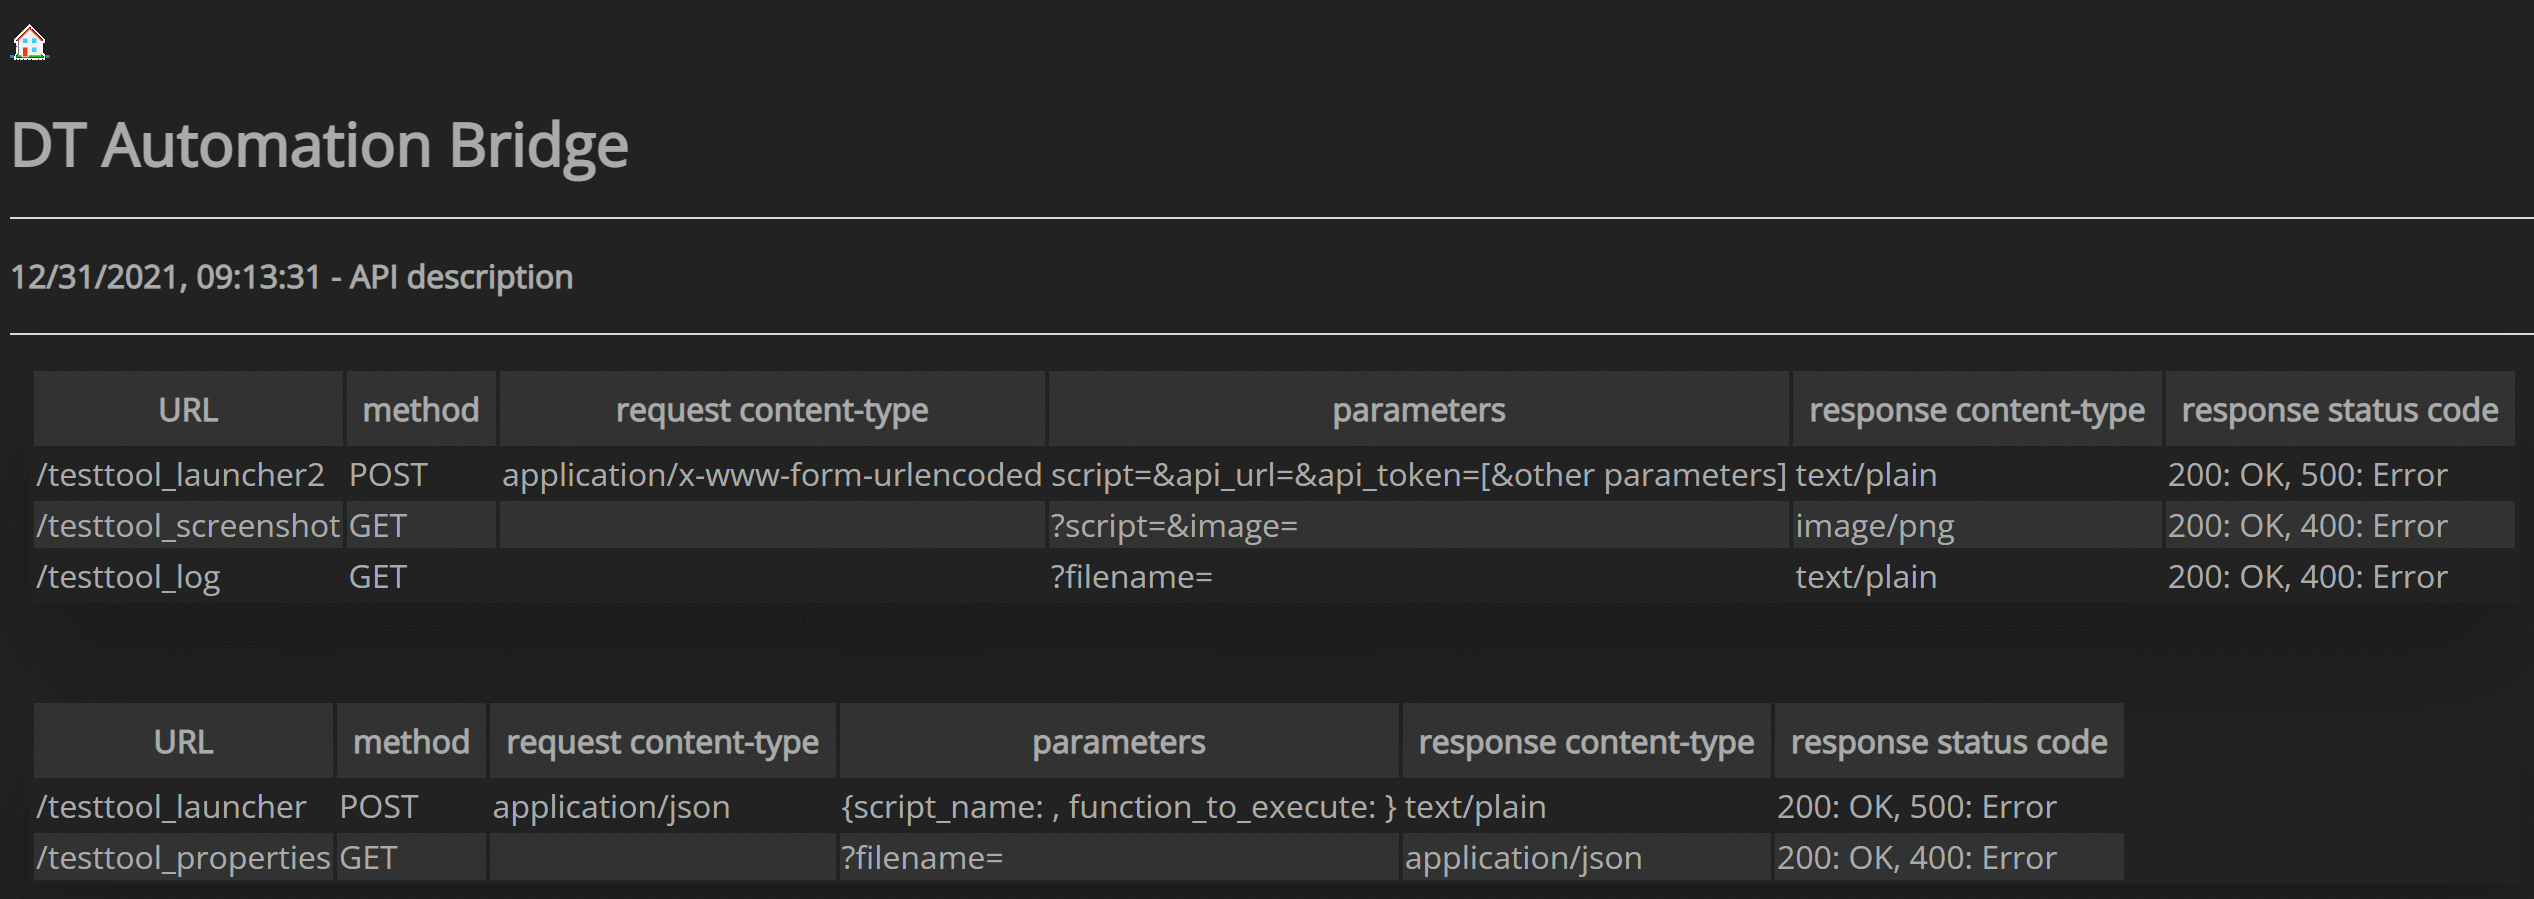 DT Automation Bridge
12/31/2021, 09:13:31 - API description
URL method request content-type parameters response content-type response status code
/testtool_launcher2 POST application/x-www-form-urlencoded script=&api_url=&api_token=[&other parameters] text/plain 200: OK, 500: Error
/testtool_screenshot GET ?script=&image= image/png 200: OK, 400: Error
/testtool_log GET ?filename= text/plain 200: OK, 400: Error
URL method request content-type parameters response content-type response status code
/testtool_launcher POST application/json {script_name: , function_to_execute: } text/plain 200: OK, 500: Error
/testtool_properties GET ?filename= application/json 200: OK, 400: Error